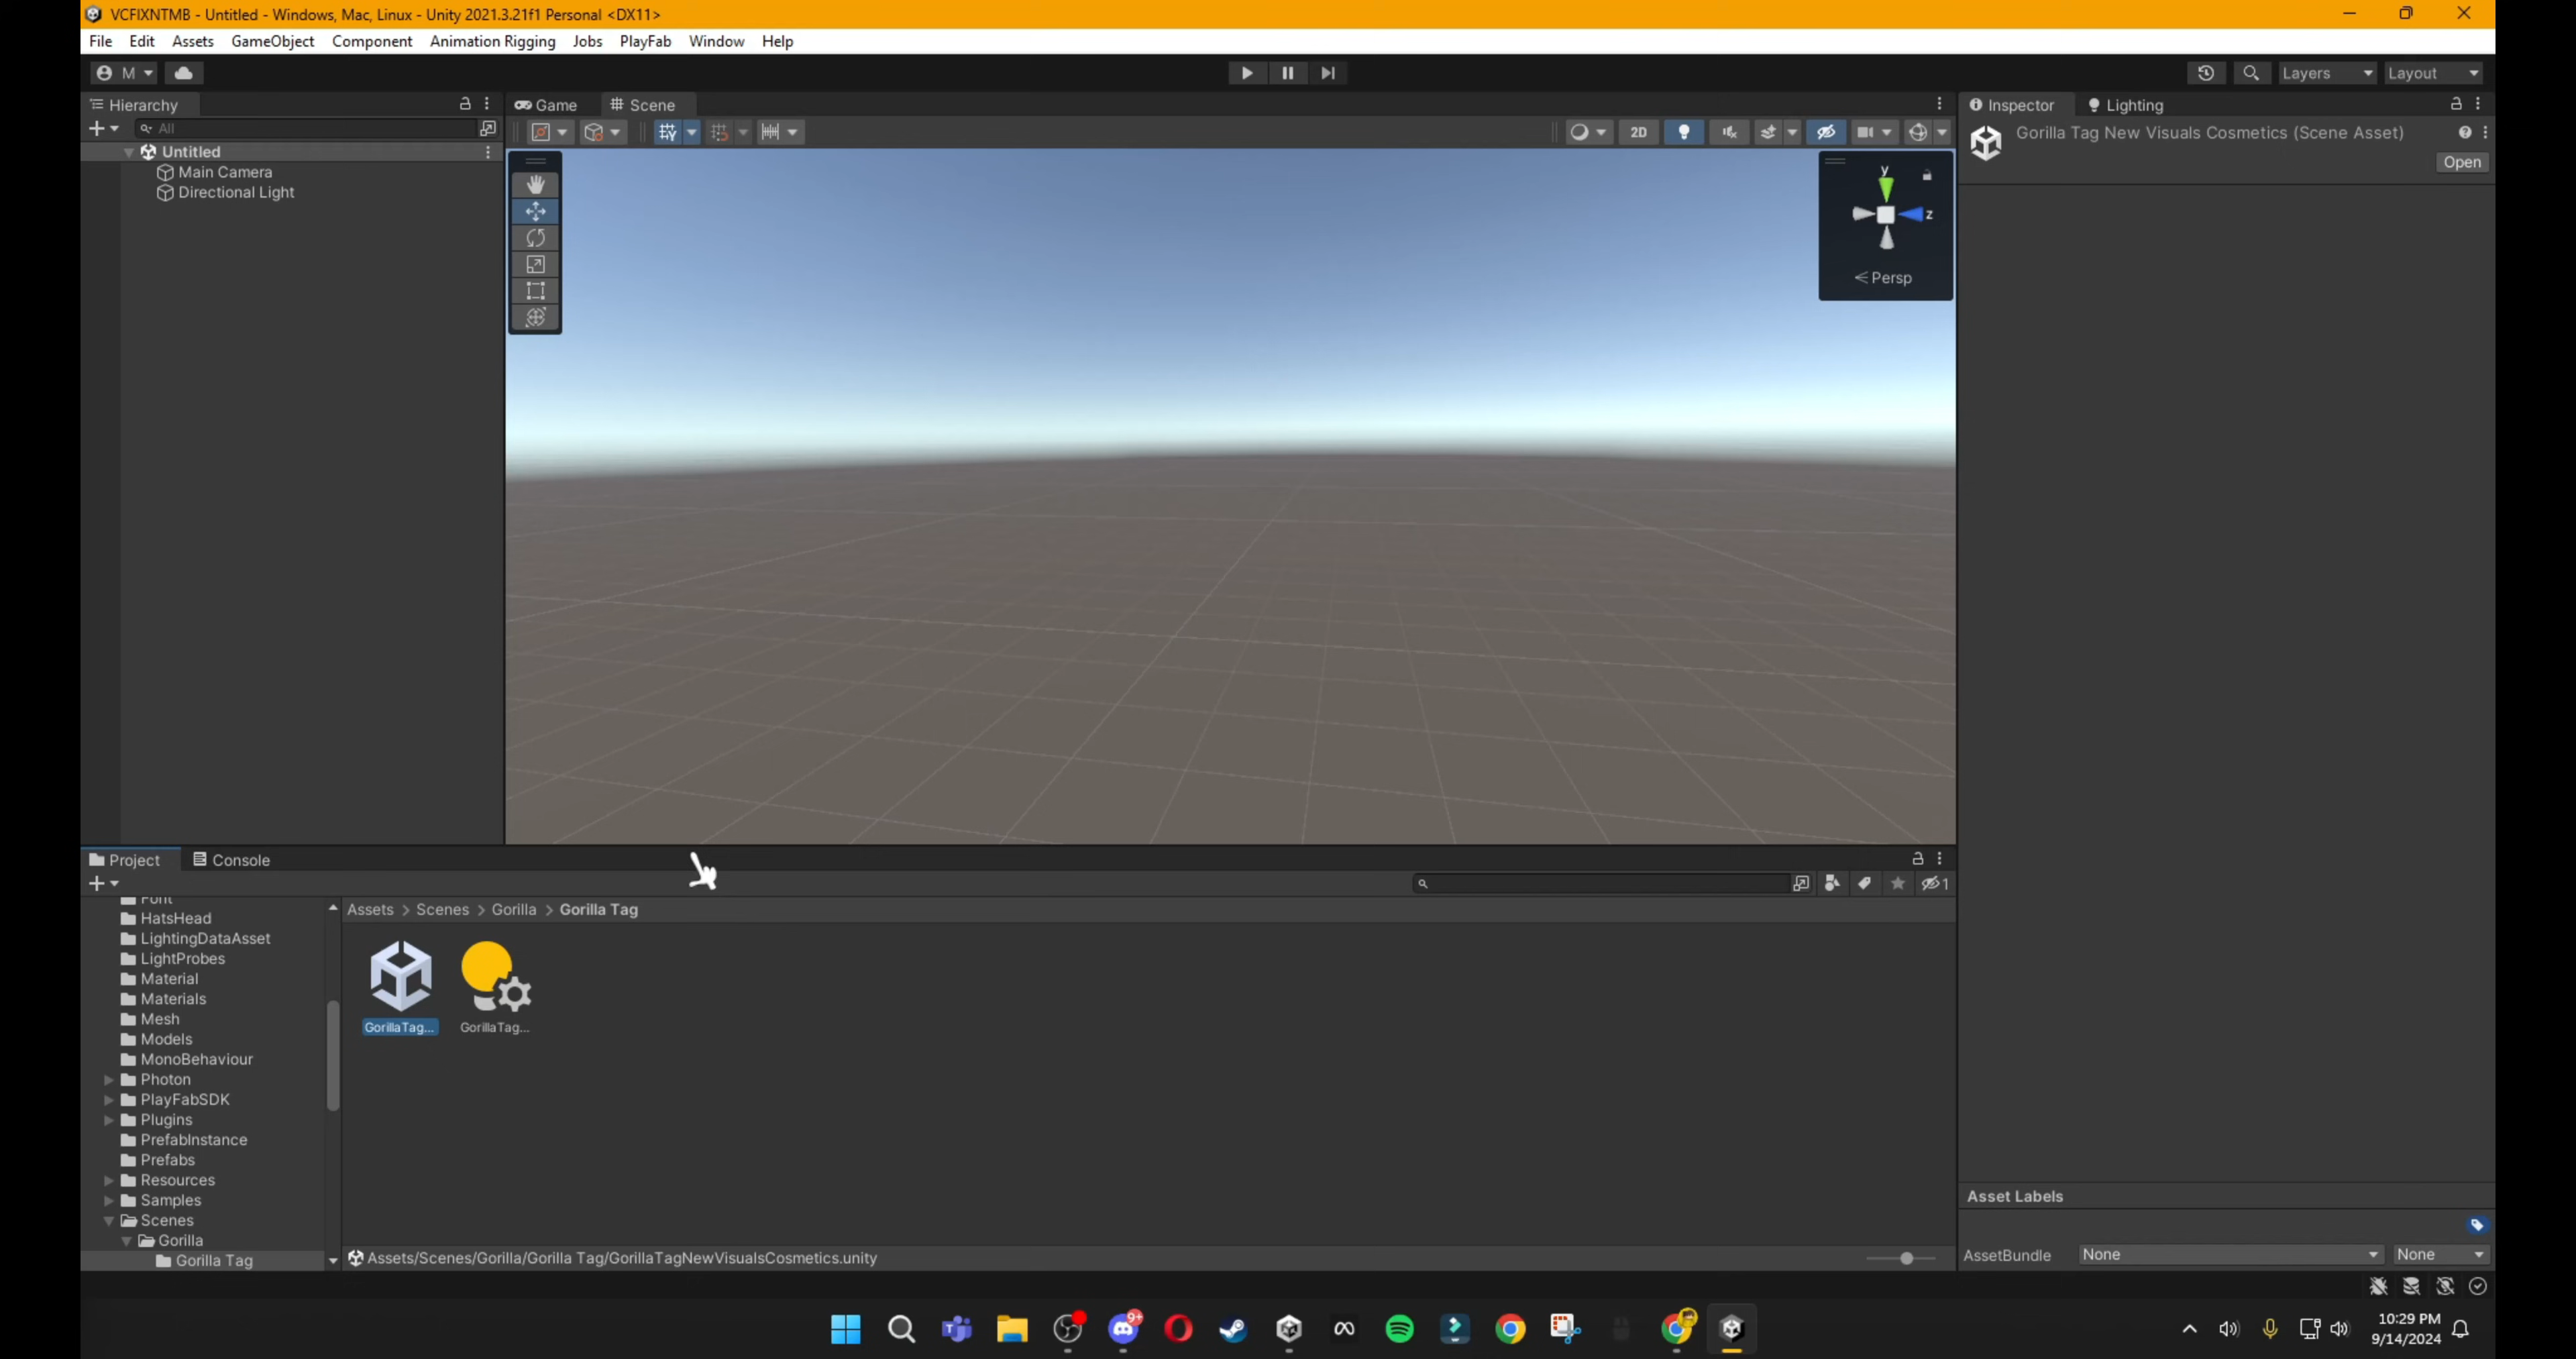 VCFIXNTMB - Untitled - Windows, Mac, Linux - Unity 2021.3.21f1 Personal <DX11>
File Edit Assets GameObject Component Animation Rigging Jobs PlayFab Window Help
M Layers Layout
Hierarchy Game Scene Inspector Lighting
All 2D Gorilla Tag New Visuals Cosmetics (Scene Asset)
Open
Untitled
Main Camera
Directional Light
y
z
Persp
Project Console
1
Assets > Scenes > Gorilla > Gorilla Tag
Font
HatsHead
LightingDataAsset
LightProbes
Material
Materials
Mesh
Models
MonoBehaviour
Photon
PlayFabSDK
Plugins
PrefabInstance
Prefabs
Resources
Samples
Scenes
Gorilla
Gorilla Tag
GorillaTag... GorillaTag...
Assets/Scenes/Gorilla/Gorilla Tag/GorillaTagNewVisualsCosmetics.unity
Asset Labels
AssetBundle None None
9+
10:29 PM
9/14/2024